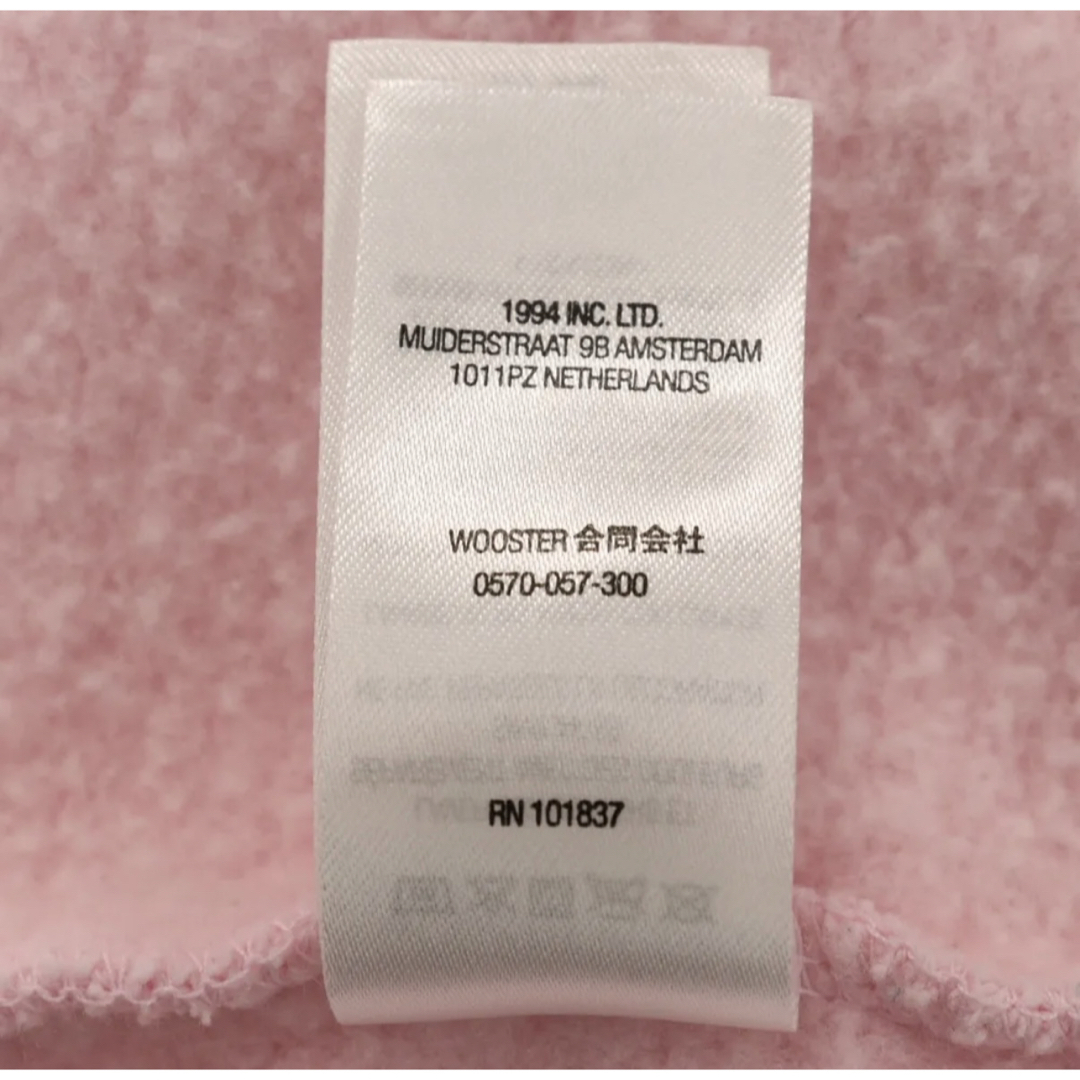 1994 INC. LTD.
MUIDERSTRAAT 9B AMSTERDAM
1011PZ NETHERLANDS
WOOSTER 合同会社
0570-057-300
RN 101837